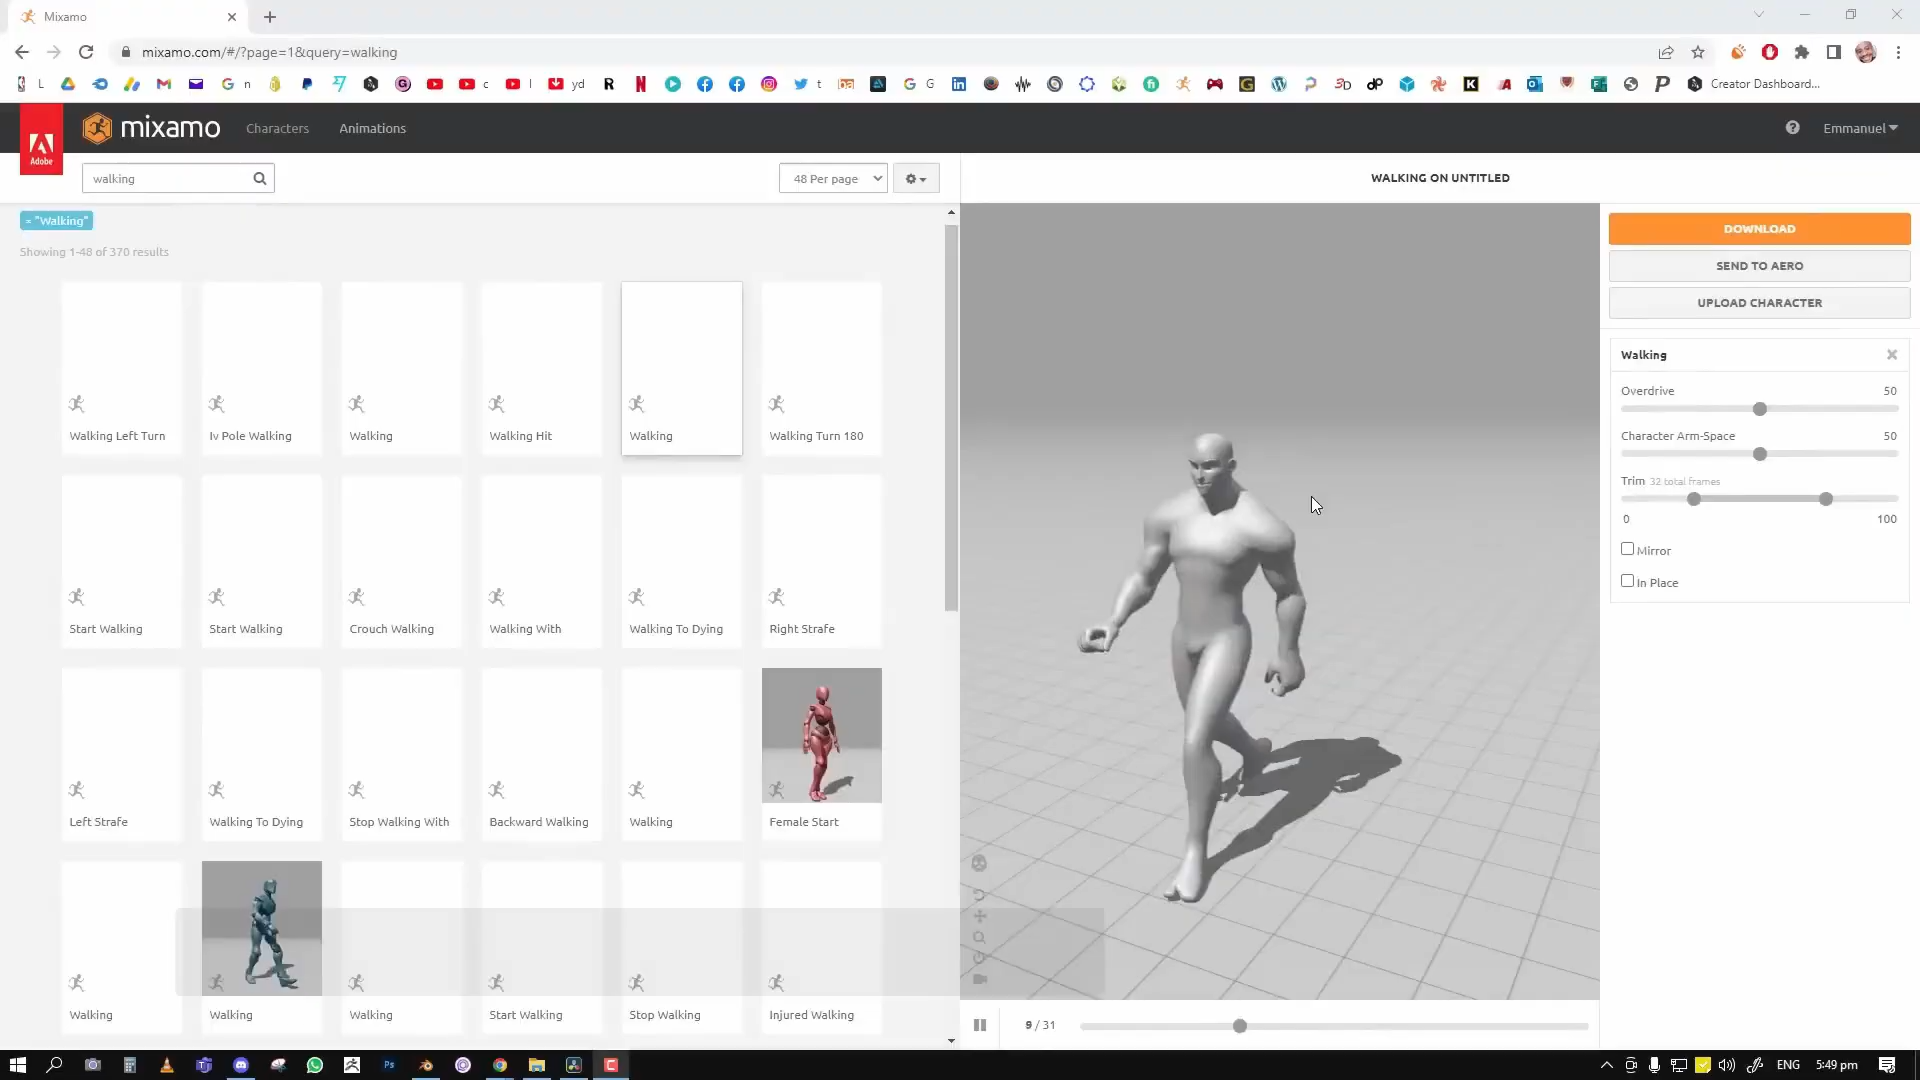 Mixamo
mixamo.com/#/?page=1&query=walking
L
n
c
l
yd
t
G
Creator Dashboard...
Adobe
mixamo
Characters
Animations
Emmanuel
walking
48 Per page
WALKING ON UNTITLED
= "Walking"
Showing 1-48 of 370 results
DOWNLOAD
SEND TO AERO
UPLOAD CHARACTER
Walking
Overdrive 50
Character Arm-Space 50
Trim 32 total frames
0 100
Mirror
In Place
Walking Left Turn
Iv Pole Walking
Walking
Walking Hit
Walking
Walking Turn 180
Start Walking
Start Walking
Crouch Walking
Walking With
Walking To Dying
Right Strafe
Left Strafe
Walking To Dying
Stop Walking With
Backward Walking
Walking
Female Start
Walking
Walking
Walking
Start Walking
Stop Walking
Injured Walking
9 / 31
ENG
5:49 pm